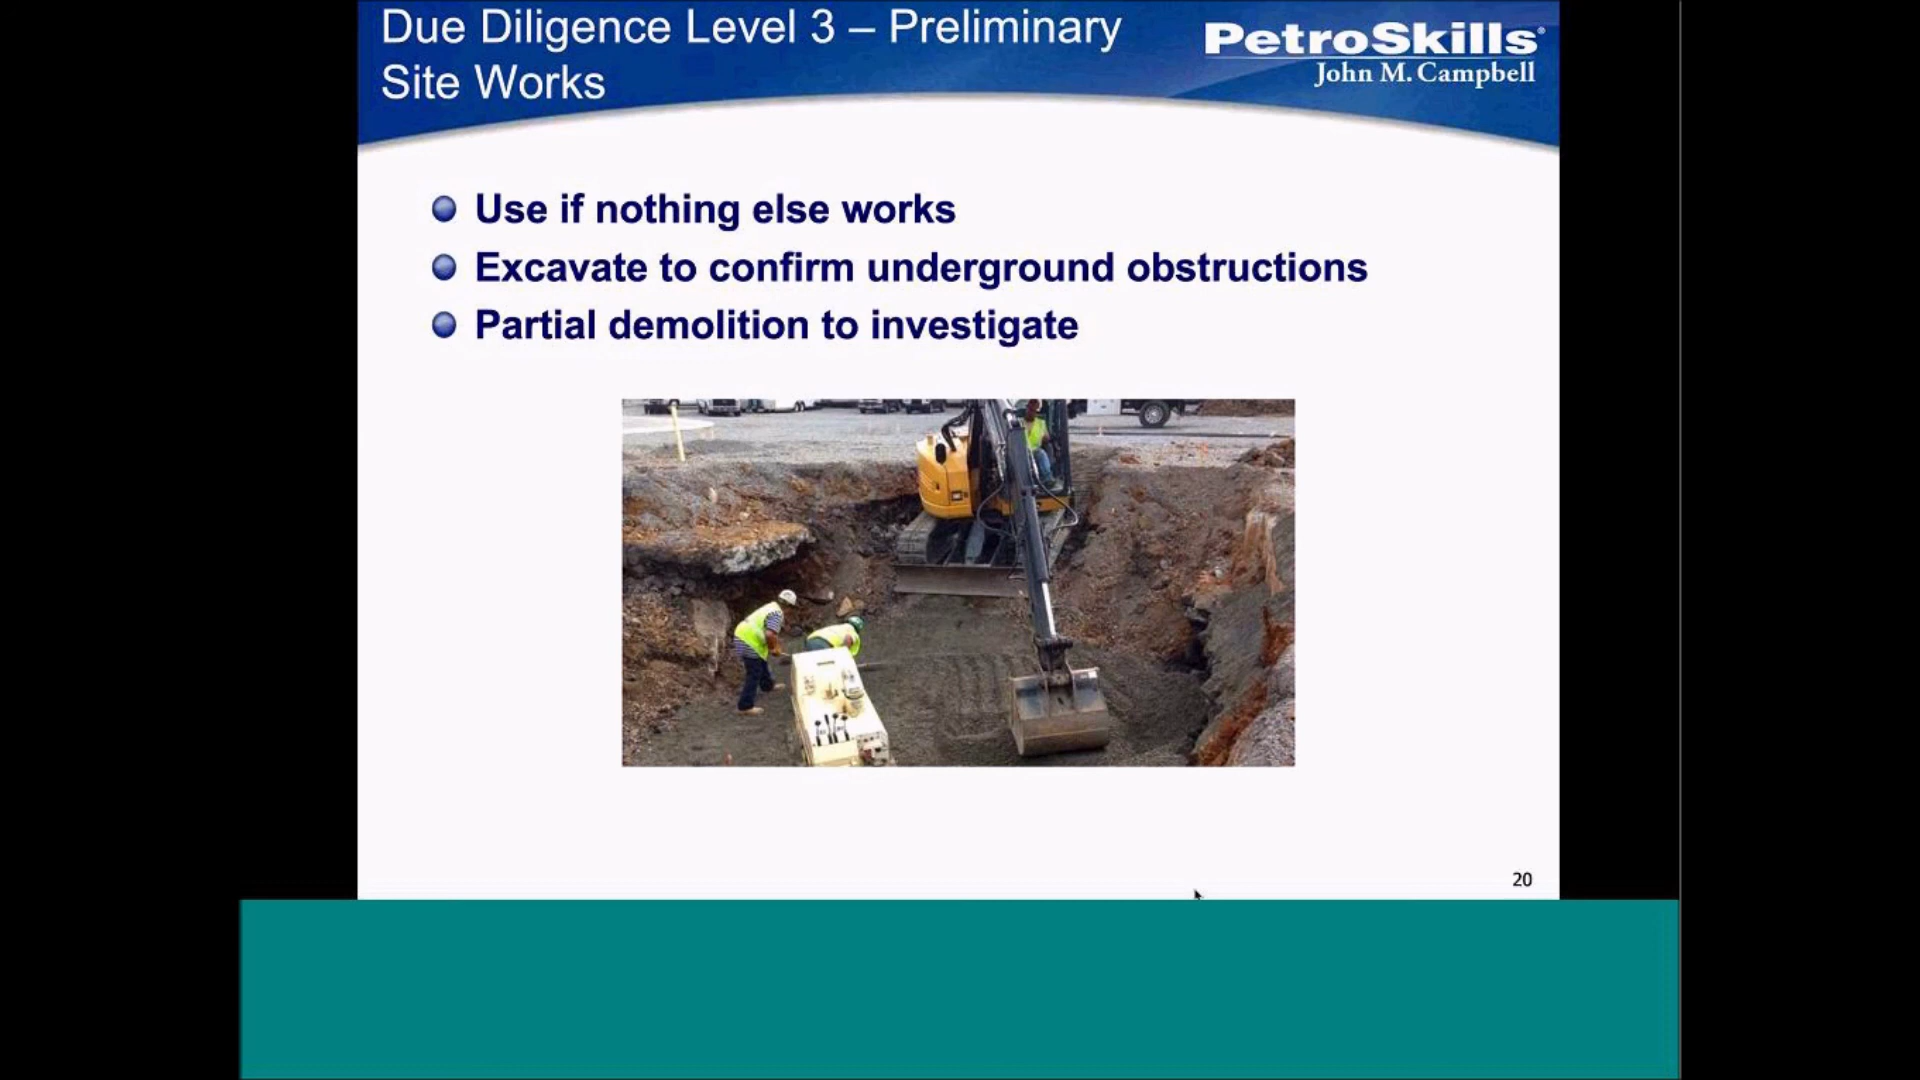 Due Diligence Level 3 – Preliminary
Site Works
PetroSkills®
John M. Campbell
Use if nothing else works
Excavate to confirm underground obstructions
Partial demolition to investigate
20